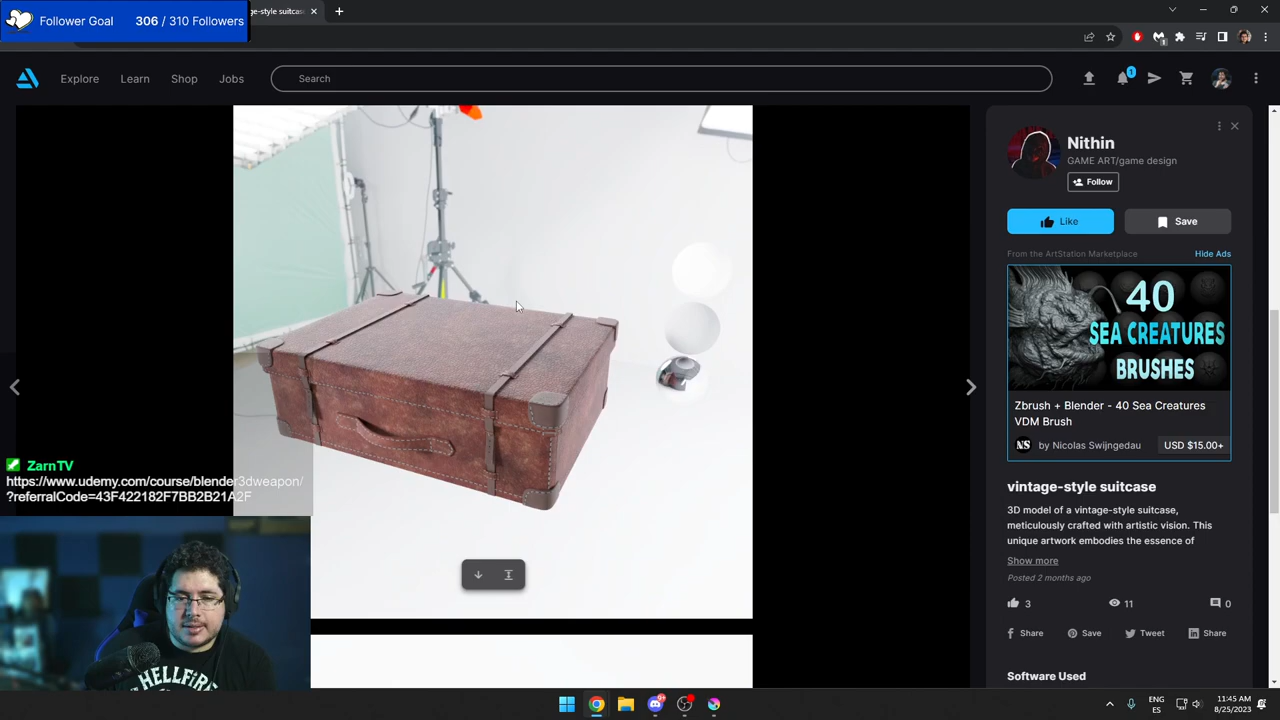 Follower Goal 306 / 310 Followers
ge-style suitcase
Explore Learn Shop Jobs Search
1
Nithin
GAME ART/game design
Follow
Like Save
From the ArtStation Marketplace Hide Ads
40
SEA CREATURES
BRUSHES
Zbrush + Blender - 40 Sea Creatures
VDM Brush
by Nicolas Swijngedau USD $15.00+
ZarnTV
https://www.udemy.com/course/blender3dweapon/
?referralCode=43F422182F7BB2B21A2F
vintage-style suitcase
3D model of a vintage-style suitcase,
meticulously crafted with artistic vision. This
unique artwork embodies the essence of
Show more
Posted 2 months ago
3 11 0
Share Save Tweet Share
Software Used
HELLFIRE
ENG
ES
11:45 AM
8/25/2023